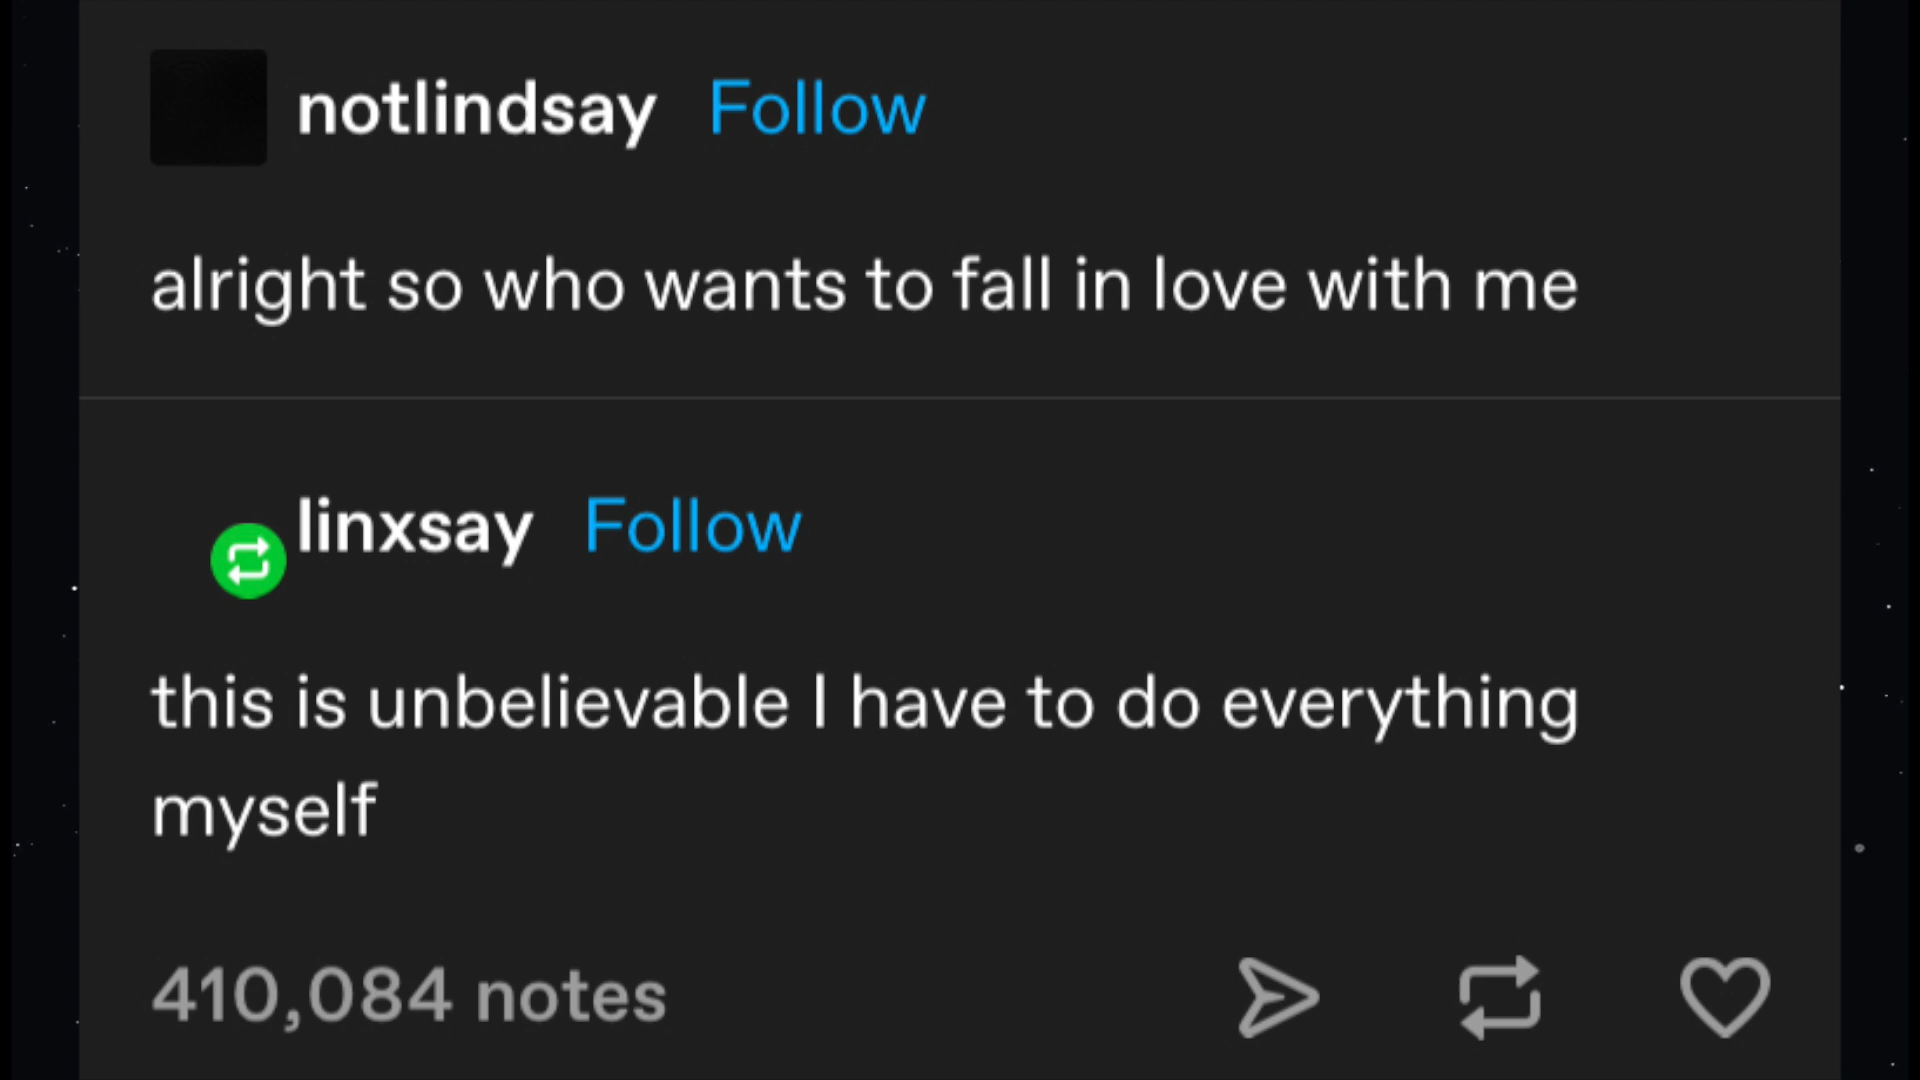 notlindsay Follow
alright so who wants to fall in love with me
linxsay Follow
this is unbelievable I have to do everything
myself
410,084 notes